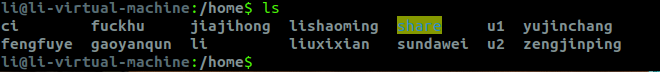 li@li-virtual-machine:/home$ ls
ci fuckhu jiajihong lishaoming share u1 yujinchang
fengfuye gaoyanqun li liuxixian sundawei u2 zengjinping
li@li-virtual-machine:/home$